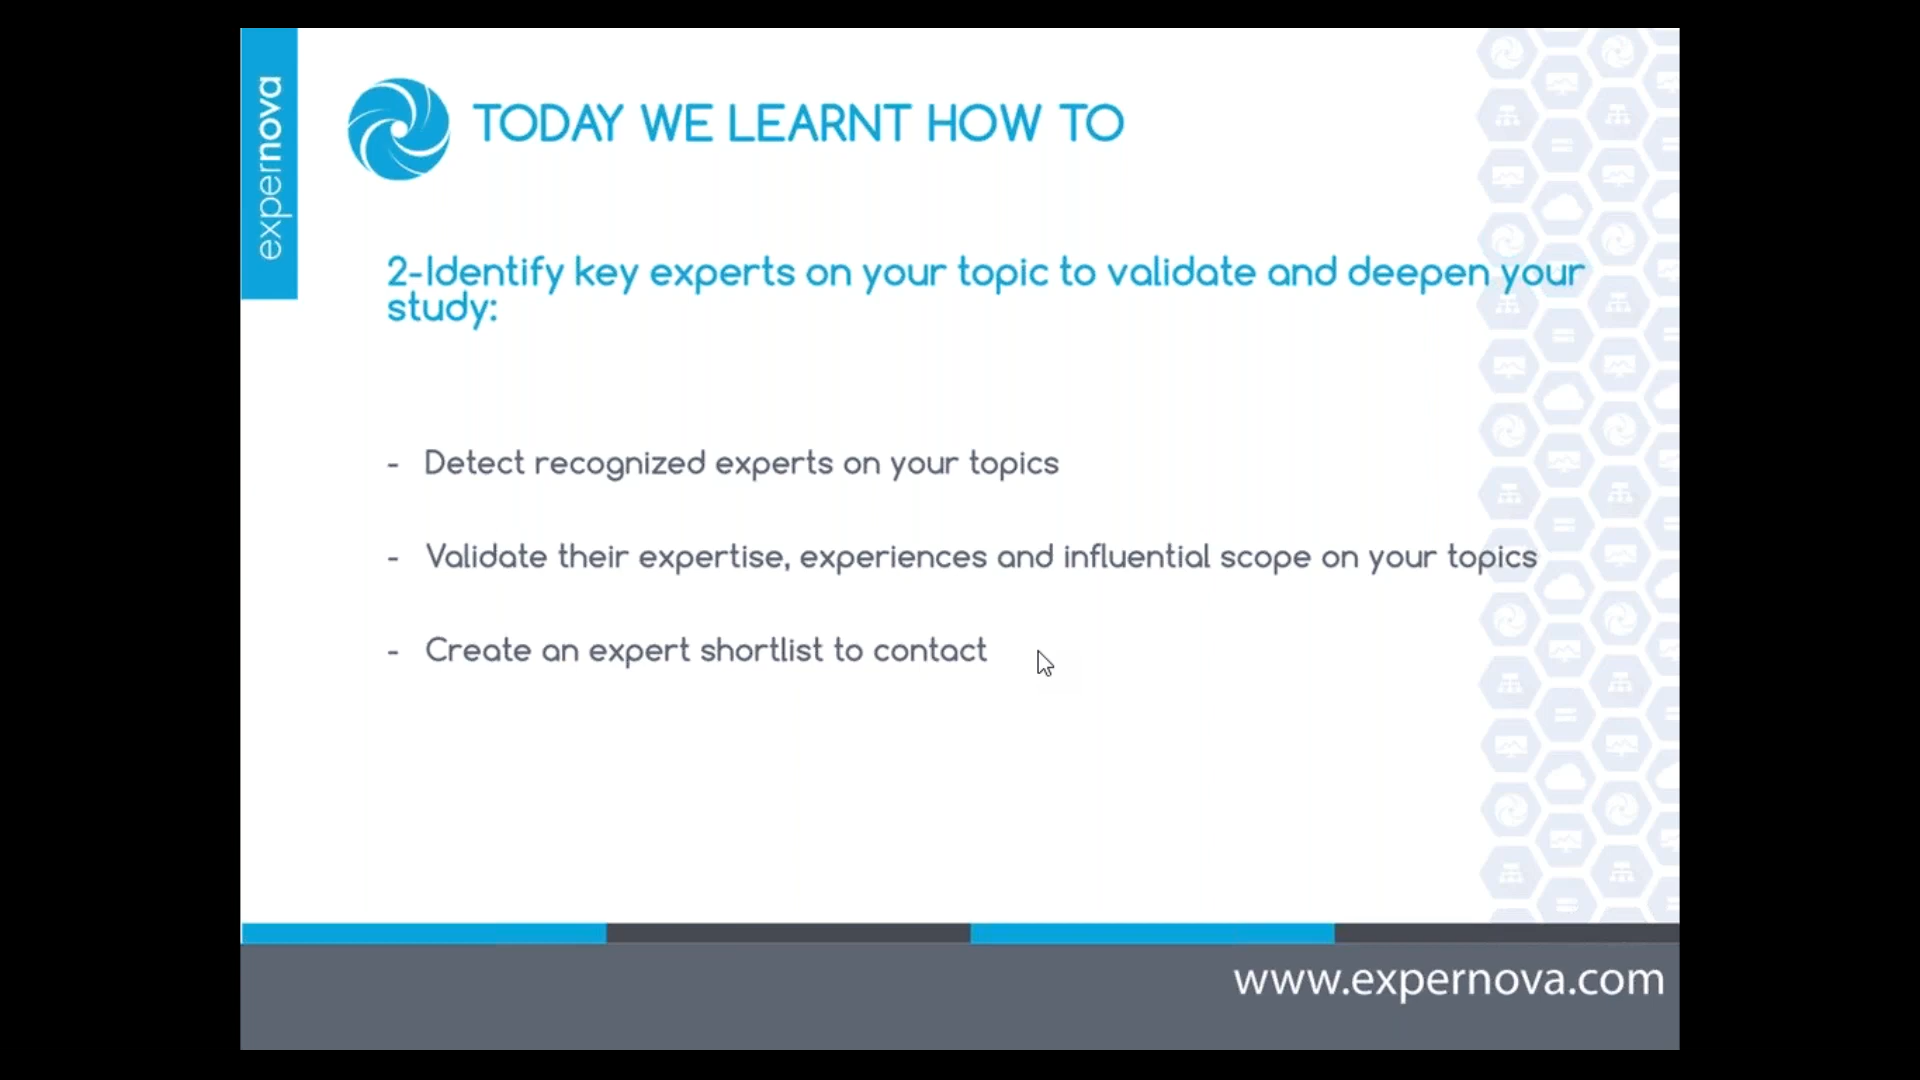 expernova
TODAY WE LEARNT HOW TO
2-Identify key experts on your topic to validate and deepen your
study:
- Detect recognized experts on your topics
- Validate their expertise, experiences and influential scope on your topics
- Create an expert shortlist to contact
www.expernova.com